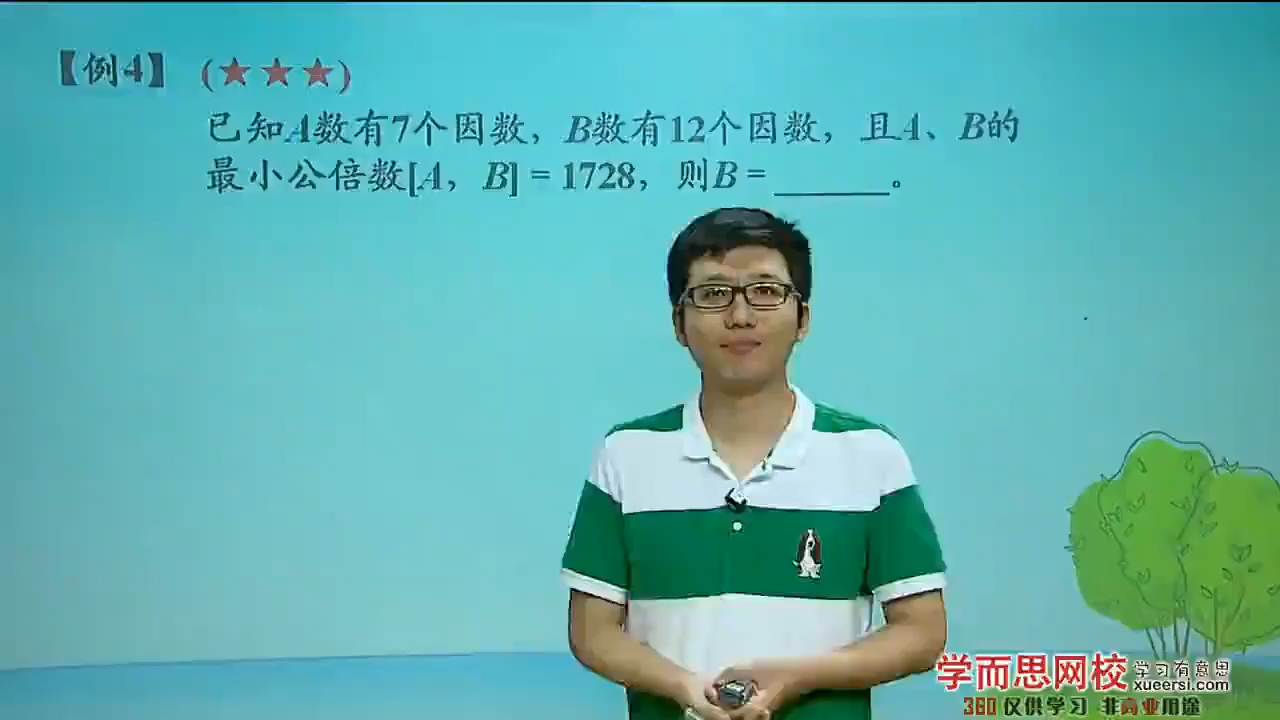 【例4】 (★★★)
已知A数有7个因数，B数有12个因数，且A、B的
最小公倍数[A，B] = 1728，则B = ______。
学而思网校 学习有意思
xueersi.com
360 仅供学习 非商业用途